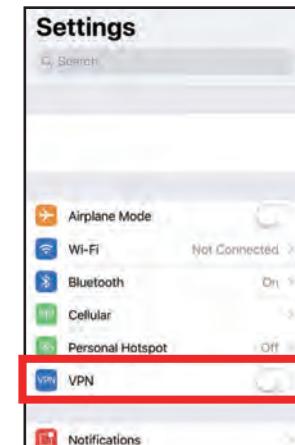 Settings
Search
Airplane Mode
Wi-Fi Not Connected
Bluetooth On
Cellular
Personal Hotspot Off
VPN VPN
Notifications